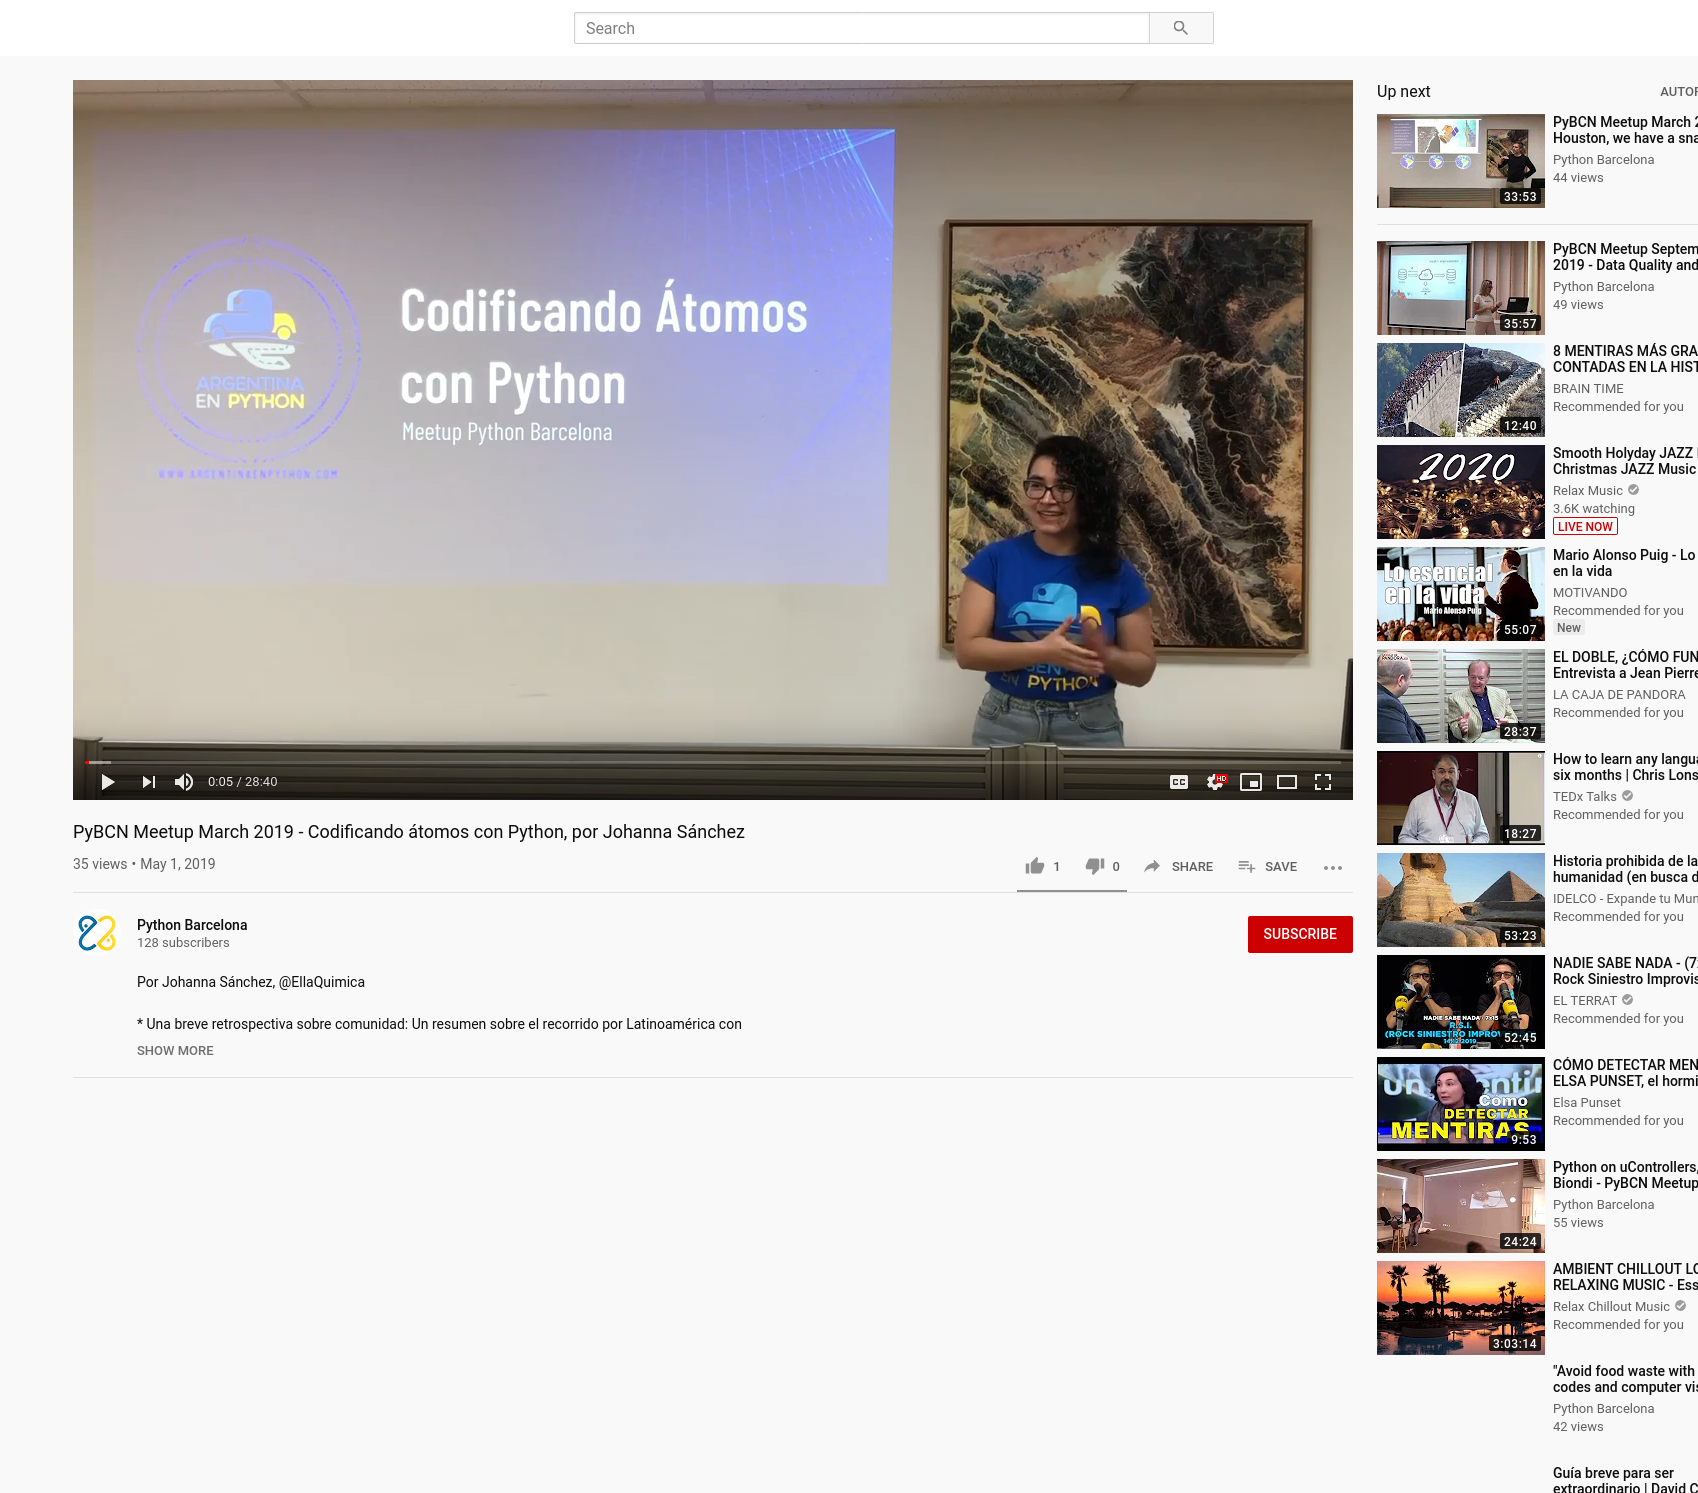 Search
ARGENTINA
EN PYTHON
WWW.ARGENTINAENPYTHON.COM
Codificando Átomos
con Python
Meetup Python Barcelona
EN PYTHON
0:05 / 28:40
CC
HD
PyBCN Meetup March 2019 - Codificando átomos con Python, por Johanna Sánchez
35 views • May 1, 2019
1
0
SHARE
SAVE
Python Barcelona
128 subscribers
SUBSCRIBE
Por Johanna Sánchez, @EllaQuimica
* Una breve retrospectiva sobre comunidad: Un resumen sobre el recorrido por Latinoamérica con
SHOW MORE
Up next
33:53
PyBCN Meetup March
Houston, we have a
Python Barcelona
44 views
35:57
PyBCN Meetup Septem
2019 - Data Quality and
Python Barcelona
49 views
12:40
8 MENTIRAS MÁS GRA
CONTADAS EN LA HIST
BRAIN TIME
Recommended for you
2020
Smooth Holyday JAZZ
Christmas JAZZ Music
Relax Music
3.6K watching
LIVE NOW
Lo esencial
en la vida
Mario Alonso Puig
55:07
Mario Alonso Puig - Lo
en la vida
MOTIVANDO
Recommended for you
New
28:37
EL DOBLE, ¿CÓMO FUN
Entrevista a Jean Pierre
LA CAJA DE PANDORA
Recommended for you
18:27
How to learn any langua
six months | Chris Lons
TEDx Talks
Recommended for you
53:23
Historia prohibida de la
humanidad (en busca d
IDELCO - Expande tu Mun
Recommended for you
NADIE SABE NADA - 7x15
R.S.I.
(ROCK SINIESTRO IMPROV
52:45
NADIE SABE NADA - (7
Rock Siniestro Improvis
EL TERRAT
Recommended for you
Cómo
DETECTAR
MENTIRAS
9:53
CÓMO DETECTAR MEN
ELSA PUNSET, el hormi
Elsa Punset
Recommended for you
24:24
Python on uControllers,
Biondi - PyBCN Meetup
Python Barcelona
55 views
3:03:14
AMBIENT CHILLOUT LO
RELAXING MUSIC - Ess
Relax Chillout Music
Recommended for you
"Avoid food waste with
codes and computer vis
Python Barcelona
42 views
Guía breve para ser
extraordinario | David C